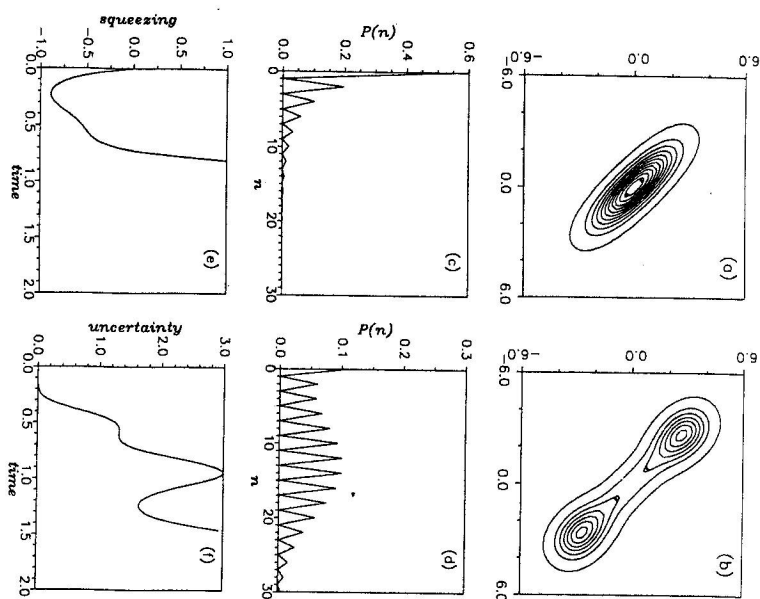 -6.0 0.0 6.0
-6.0 0.0 6.0
(a)
-6.0 0.0 6.0
-6.0 0.0 6.0
(b)
P(n)
0.0 0.2 0.4 0.6
0 10 20 30
n
(c)
P(n)
0.0 0.1 0.2 0.3
0 10 20 30
n
(d)
squeezing
-1.0 -0.5 0.0 0.5 1.0
0.0 0.5 1.0 1.5 2.0
time
(e)
uncertainty
0.0 1.0 2.0 3.0
0.0 0.5 1.0 1.5 2.0
time
(f)